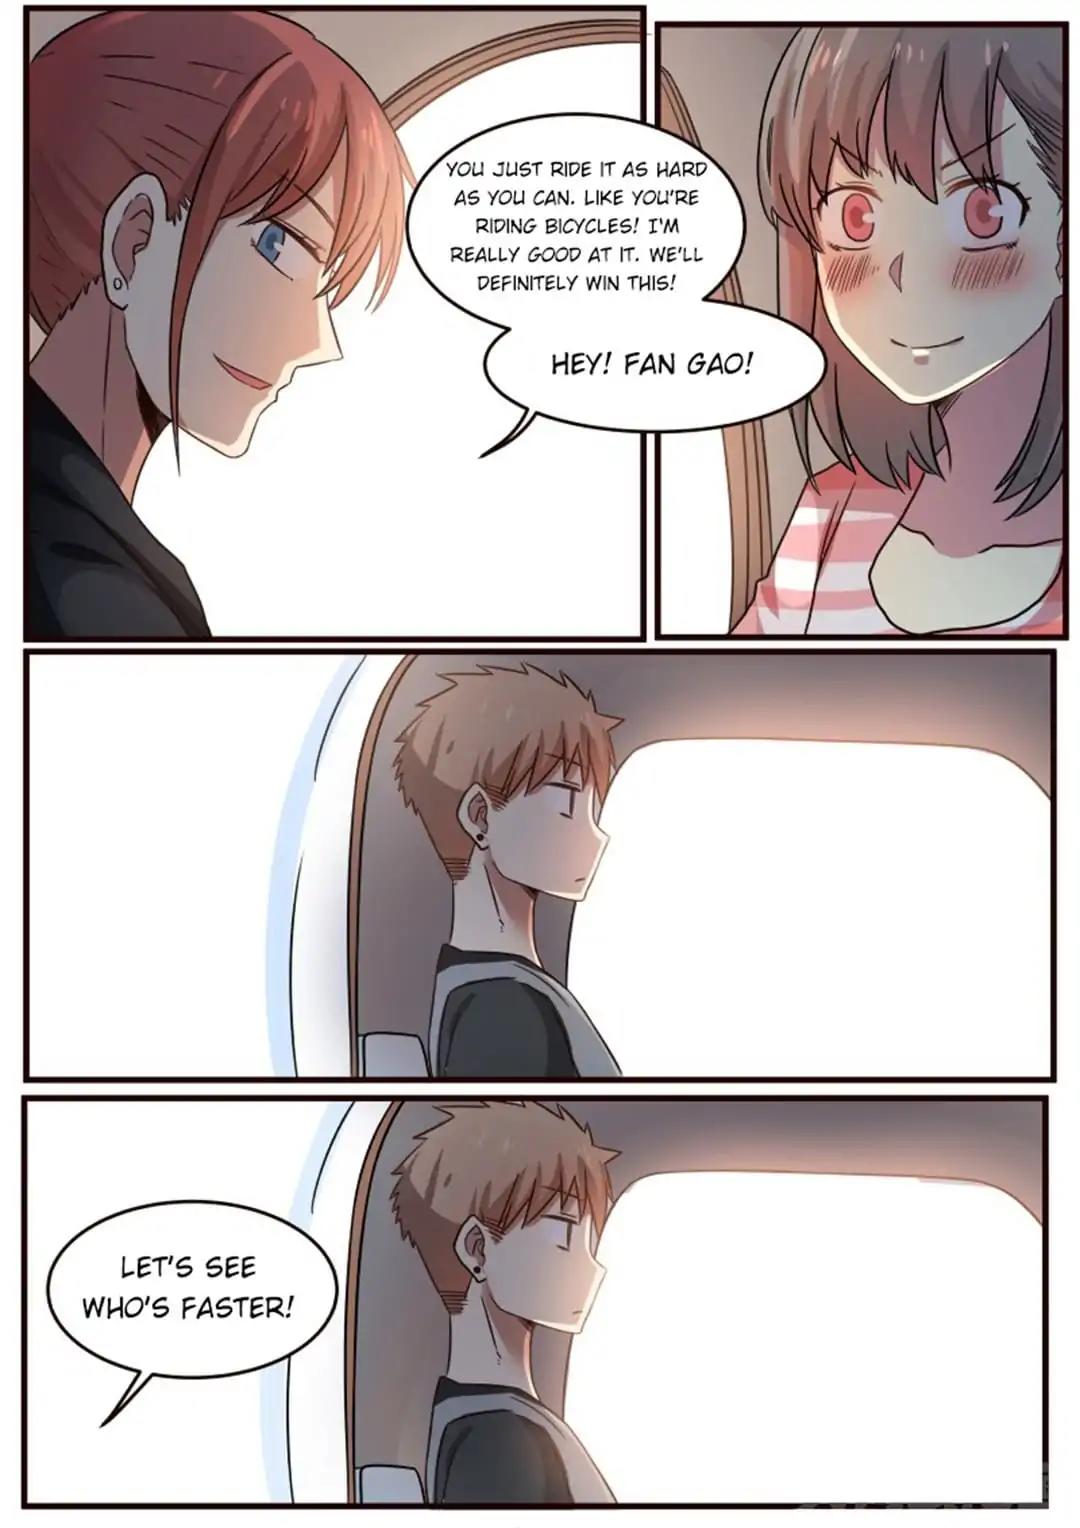 YOU JUST RIDE IT AS HARD
AS YOU CAN. LIKE YOU'RE
RIDING BICYCLES! I'M
REALLY GOOD AT IT. WE'LL
DEFINITELY WIN THIS!
HEY! FAN GAO!
LET'S SEE
WHO'S FASTER!